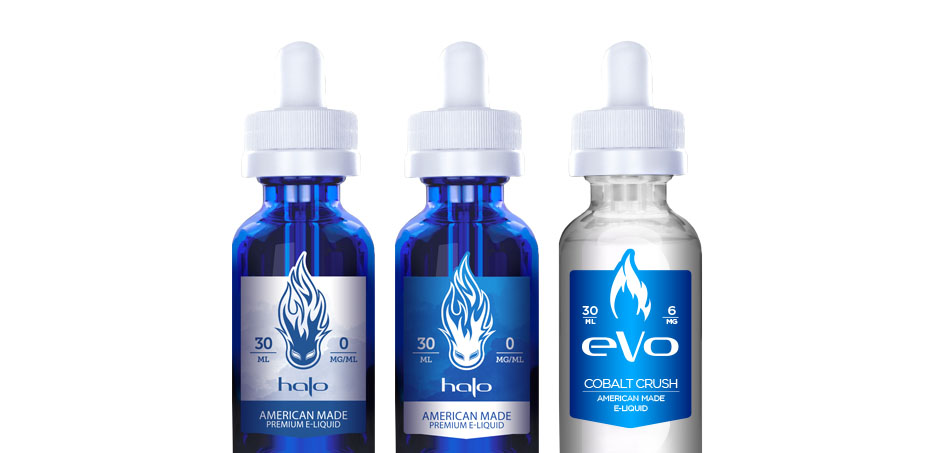 30
ML
0
MG/ML
halo
AMERICAN MADE
PREMIUM E-LIQUID
30
ML
0
MG/ML
halo
AMERICAN MADE
PREMIUM E-LIQUID
30
ML
6
MG
eVo
COBALT CRUSH
AMERICAN MADE
E-LIQUID